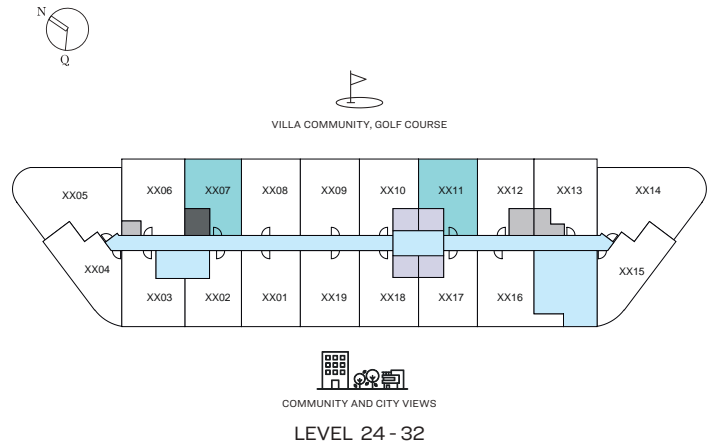 N
Q
VILLA COMMUNITY, GOLF COURSE
XX05 XX06 XX07 XX08 XX09 XX10 XX11 XX12 XX13 XX14
XX04 XX03 XX02 XX01 XX19 XX18 XX17 XX16 XX15
COMMUNITY AND CITY VIEWS
LEVEL 24 - 32